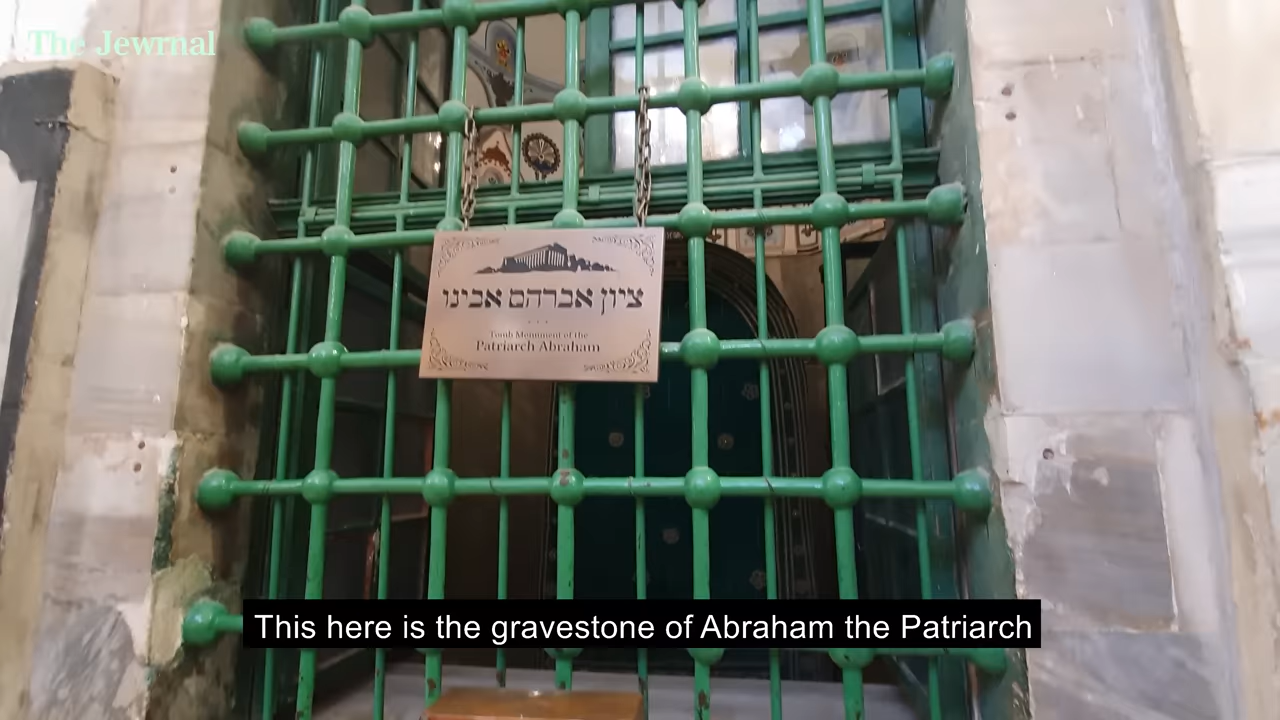 The Jewrnal
ציון אברהם אבינו
Tomb Monument of the
Patriarch Abraham
This here is the gravestone of Abraham the Patriarch